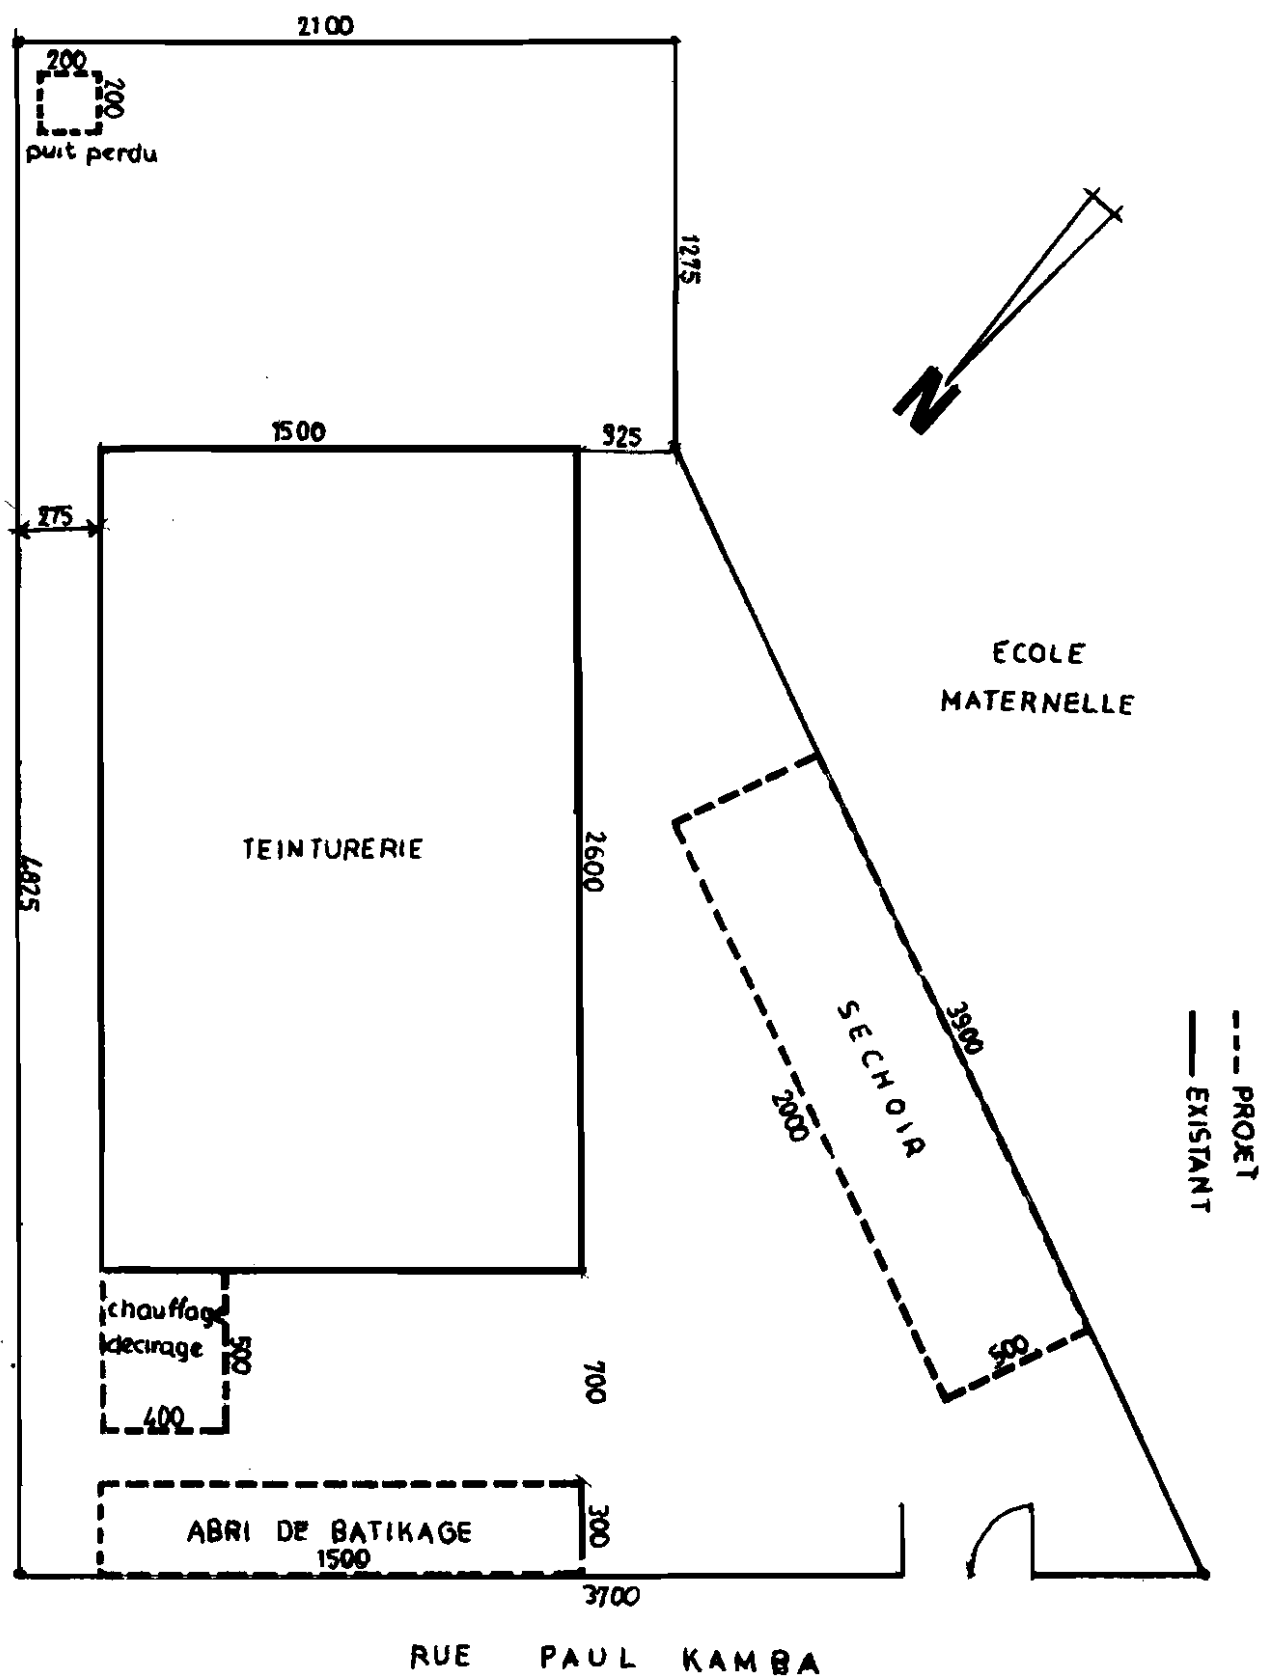 2100
200
200
puit perdu
1275
N
1500
925
275
ECOLE
MATERNELLE
TEINTURERIE
2600
4825
SECHOIR
3900
2000
500
--- PROJET
— EXISTANT
chauffage
decirage
500
400
700
ABRI DE BATIKAGE
300
1500
3700
RUE PAUL KAMBA